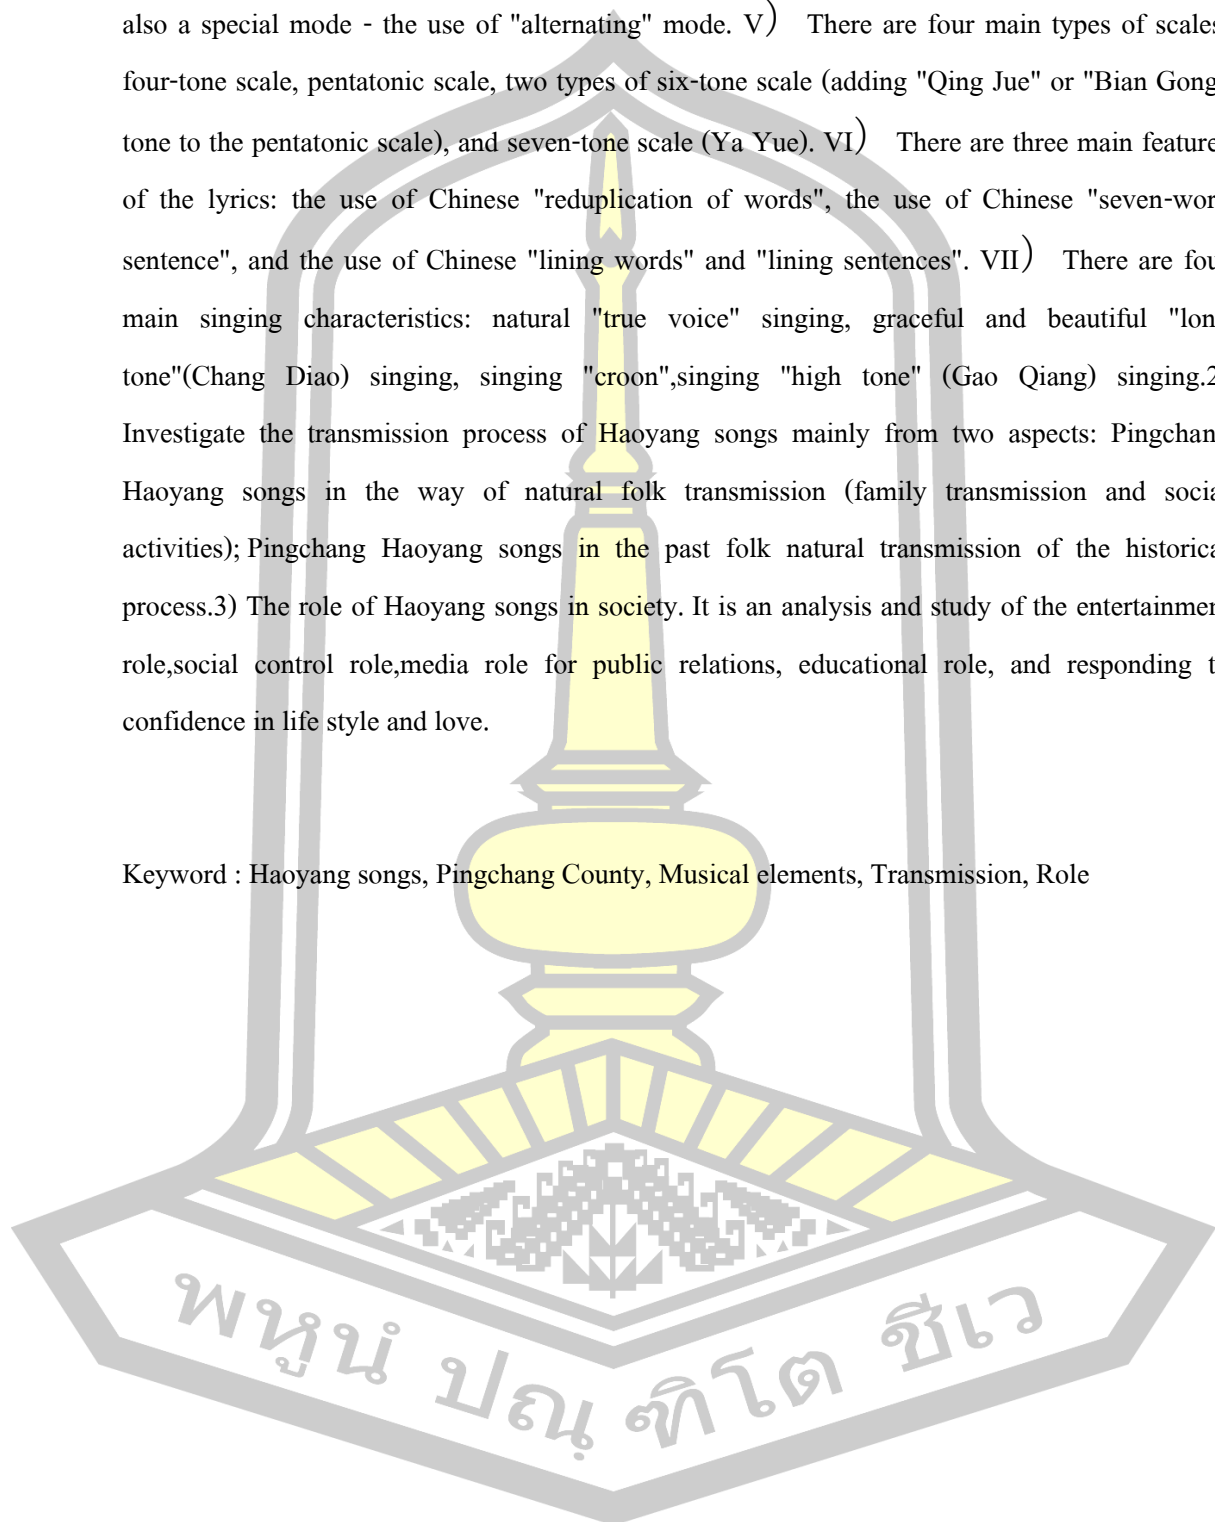 also a special mode - the use of "alternating" mode. V) There are four main types of scales
four-tone scale, pentatonic scale, two types of six-tone scale (adding "Qing Jue" or "Bian Gong
tone to the pentatonic scale), and seven-tone scale (Ya Yue). VI) There are three main feature
of the lyrics: the use of Chinese "reduplication of words", the use of Chinese "seven-wor
sentence", and the use of Chinese "lining words" and "lining sentences". VII) There are fou
main singing characteristics: natural "true voice" singing, graceful and beautiful "lon
tone"(Chang Diao) singing, singing "croon",singing "high tone" (Gao Qiang) singing.2
Investigate the transmission process of Haoyang songs mainly from two aspects: Pingchan
Haoyang songs in the way of natural folk transmission (family transmission and socia
activities); Pingchang Haoyang songs in the past folk natural transmission of the historica
process.3) The role of Haoyang songs in society. It is an analysis and study of the entertainmen
role,social control role,media role for public relations, educational role, and responding t
confidence in life style and love.
Keyword : Haoyang songs, Pingchang County, Musical elements, Transmission, Role
พหูนํ ปณฺฑิโต ชีเว